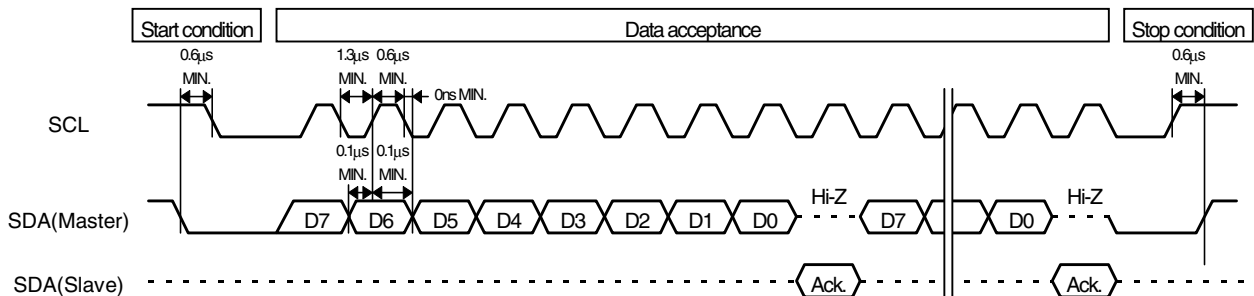 Start condition
Data acceptance
Stop condition
0.6μs
MIN.
1.3μs
MIN.
0.6μs
MIN.
0ns MIN.
0.6μs
MIN.
SCL
0.1μs
MIN.
0.1μs
MIN.
SDA(Master)
D7
D6
D5
D4
D3
D2
D1
D0
Hi-Z
D7
D0
Hi-Z
SDA(Slave)
Ack.
Ack.